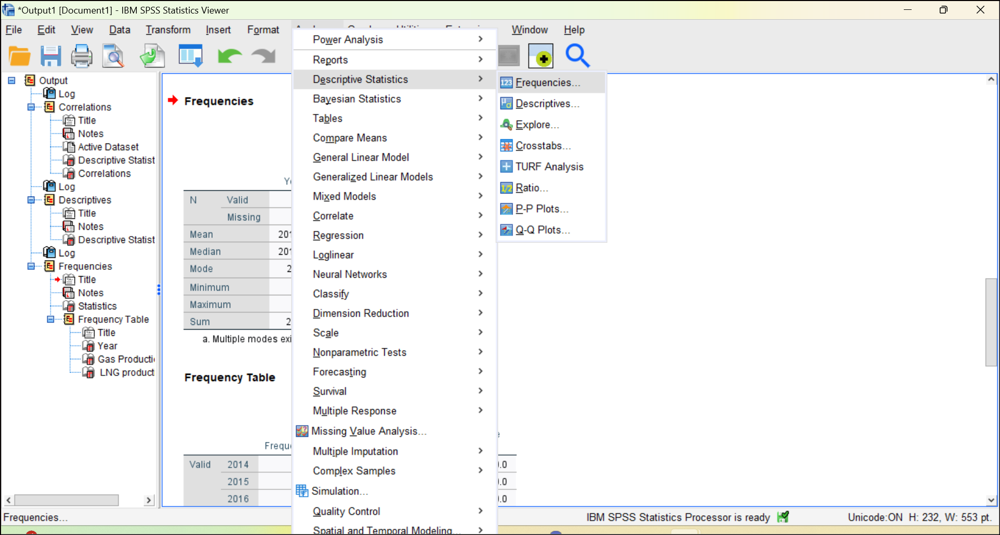 *Output1 [Document1] - IBM SPSS Statistics Viewer
File Edit View Data Transform Insert Format Window Help
Output
Log
Correlations
Title
Notes
Active Dataset
Descriptive Statist
Correlations
Log
Descriptives
Title
Notes
Descriptive Statist
Log
Frequencies
Title
Notes
Statistics
Frequency Table
Title
Year
Gas Producti
LNG product
Frequencies
N Valid
Missing
Mean 201
Median 201
Mode 2
Minimum
Maximum
Sum 2
a. Multiple modes exi
Frequency Table
Frequ
Valid 2014 .0
2015 .0
2016 .0
Power Analysis
Reports
Descriptive Statistics
Bayesian Statistics
Tables
Compare Means
General Linear Model
Generalized Linear Models
Mixed Models
Correlate
Regression
Loglinear
Neural Networks
Classify
Dimension Reduction
Scale
Nonparametric Tests
Forecasting
Survival
Multiple Response
Missing Value Analysis...
Multiple Imputation
Complex Samples
Simulation...
Quality Control
Spatial and Temporal Modeling...
123 Frequencies...
Descriptives...
Explore...
Crosstabs...
TURF Analysis
1/2 Ratio...
P-P Plots...
Q-Q Plots...
Frequencies...
IBM SPSS Statistics Processor is ready
Unicode:ON H: 232, W: 553 pt.